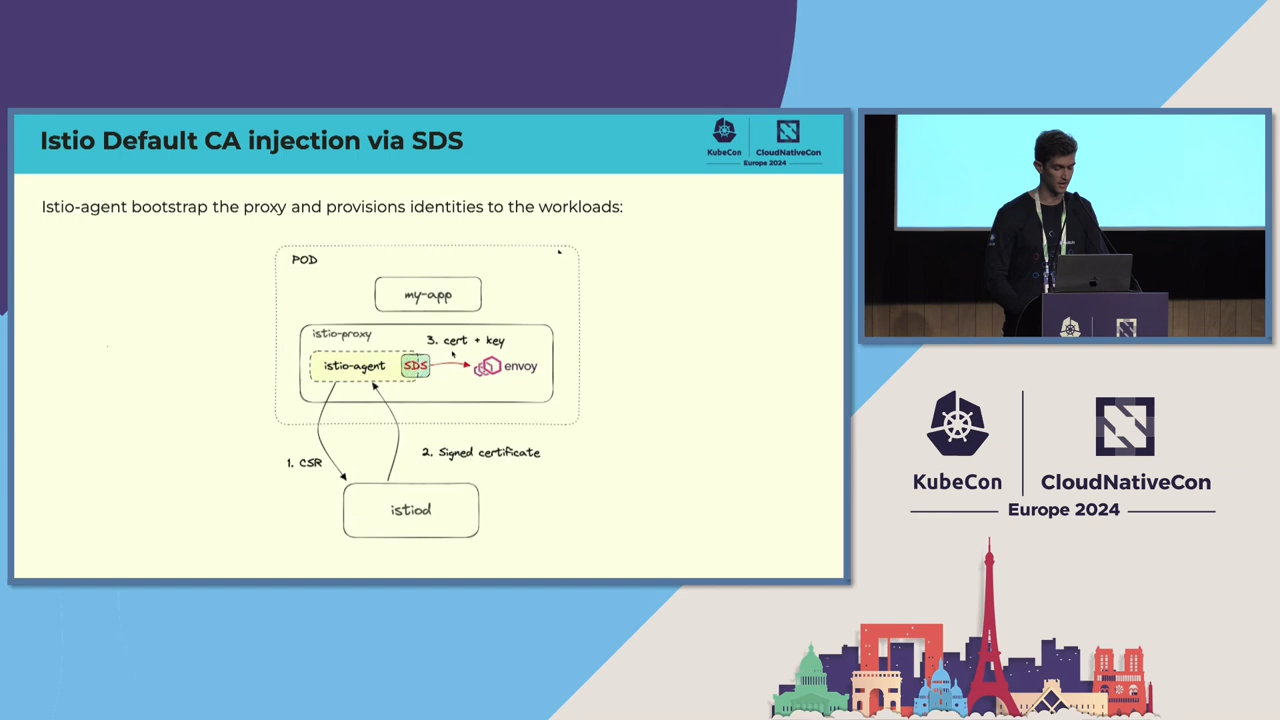 Istio Default CA injection via SDS
KubeCon
CloudNativeCon
Europe 2024
Istio-agent bootstrap the proxy and provisions identities to the workloads:
POD
my-app
istio-proxy
3. cert + key
istio-agent
SDS
envoy
1. CSR
2. Signed certificate
istiod
KubeCon
CloudNativeCon
Europe 2024